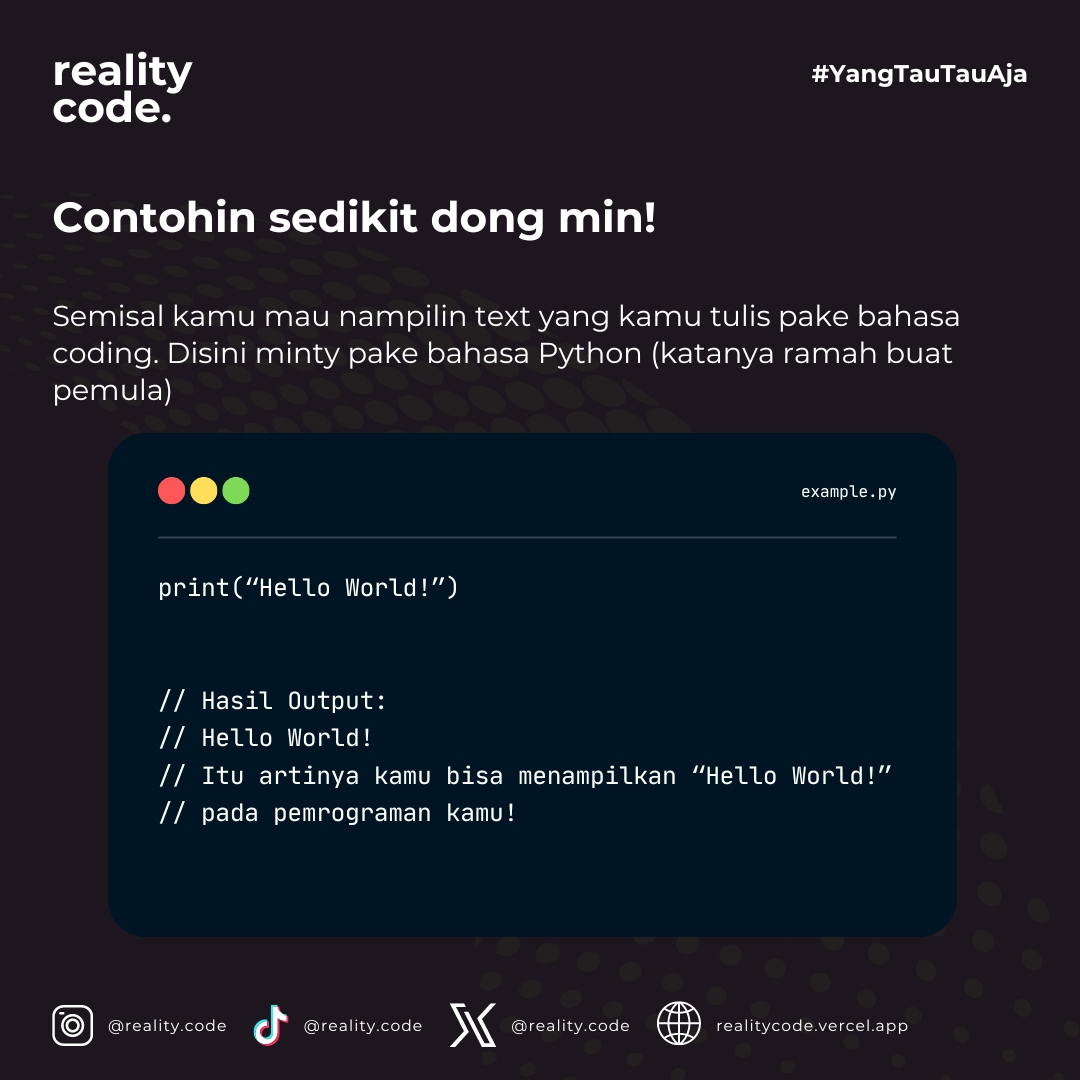 reality
code.
#YangTauTauAja
Contohin sedikit dong min!
Semisal kamu mau nampilin text yang kamu tulis pake bahasa
coding. Disini minty pake bahasa Python (katanya ramah buat
pemula)
example.py
print(“Hello World!”)
// Hasil Output:
// Hello World!
// Itu artinya kamu bisa menampilkan “Hello World!”
// pada pemrograman kamu!
@reality.code
@reality.code
@reality.code
realitycode.vercel.app